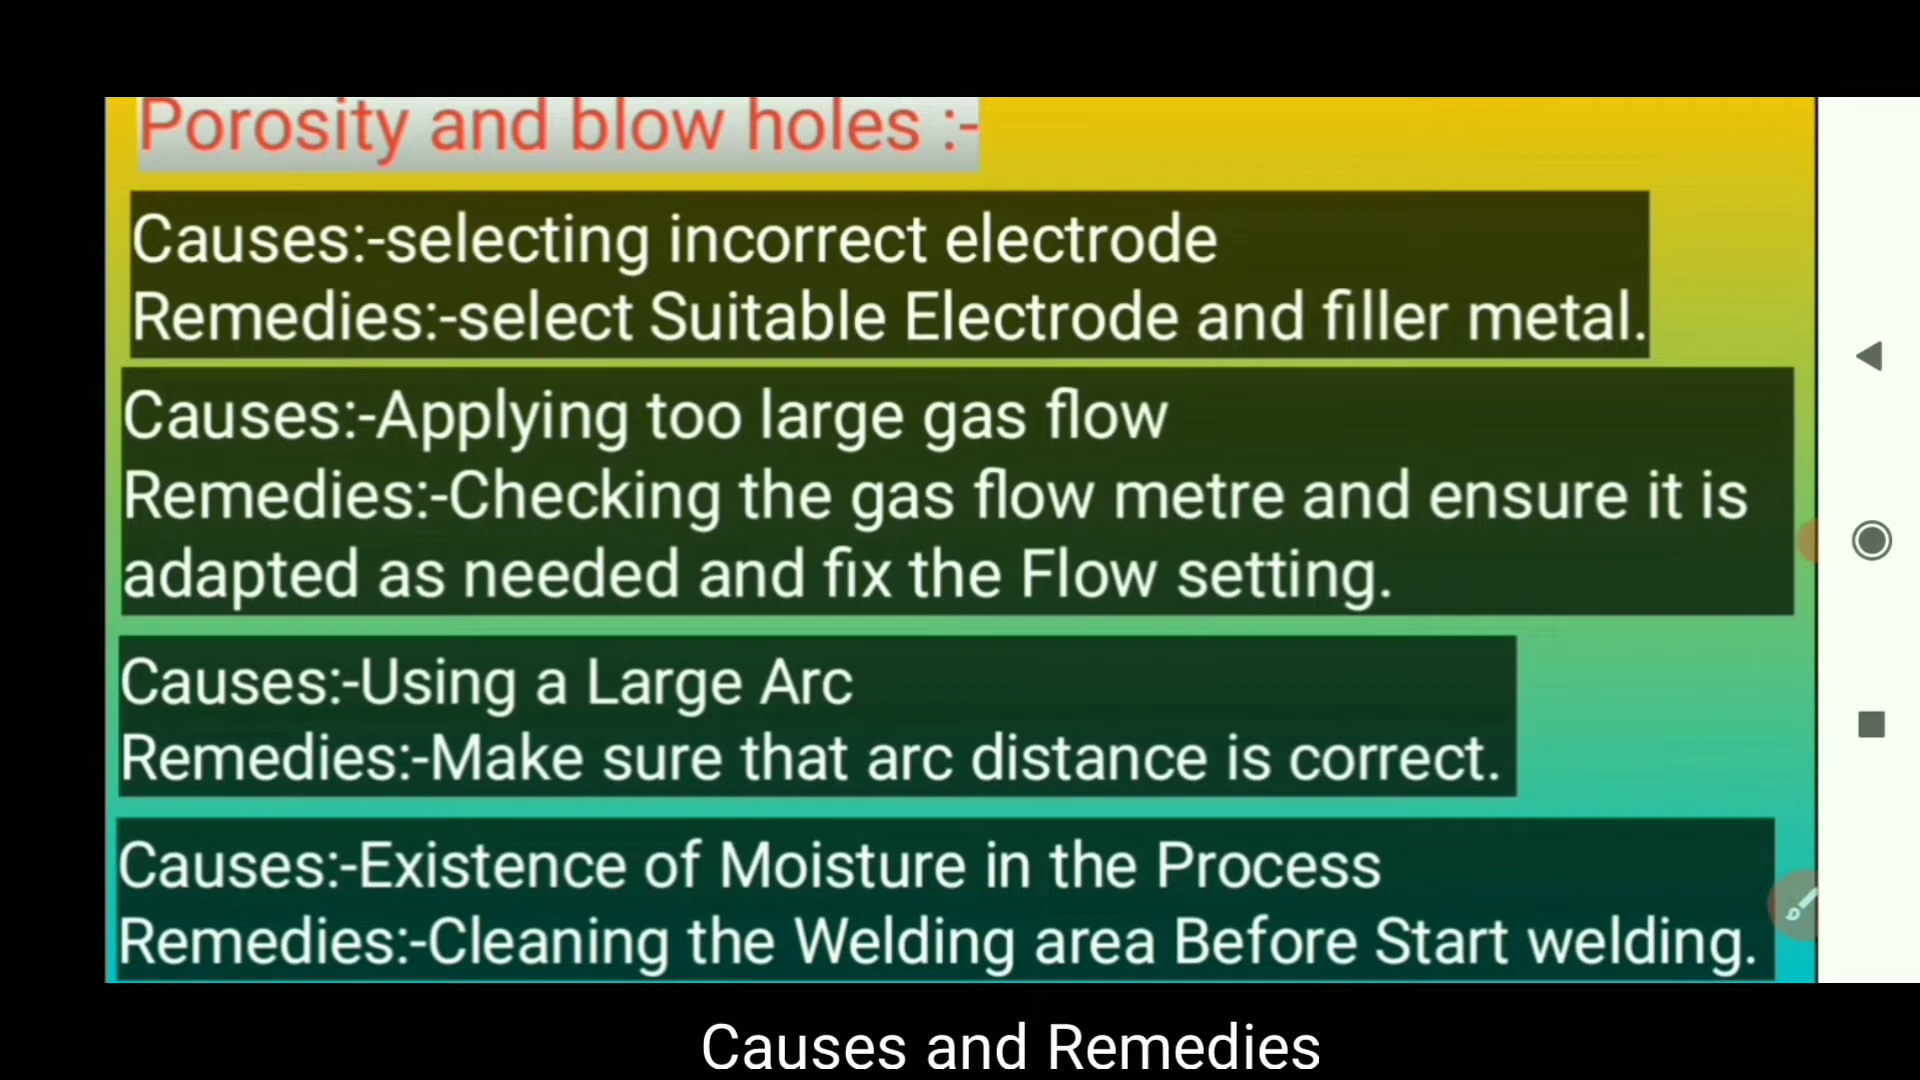 Porosity and blow holes :-
Causes:-selecting incorrect electrode
Remedies:-select Suitable Electrode and filler metal.
Causes:-Applying too large gas flow
Remedies:-Checking the gas flow metre and ensure it is
adapted as needed and fix the Flow setting.
Causes:-Using a Large Arc
Remedies:-Make sure that arc distance is correct.
Causes:-Existence of Moisture in the Process
Remedies:-Cleaning the Welding area Before Start welding.
Causes and Remedies